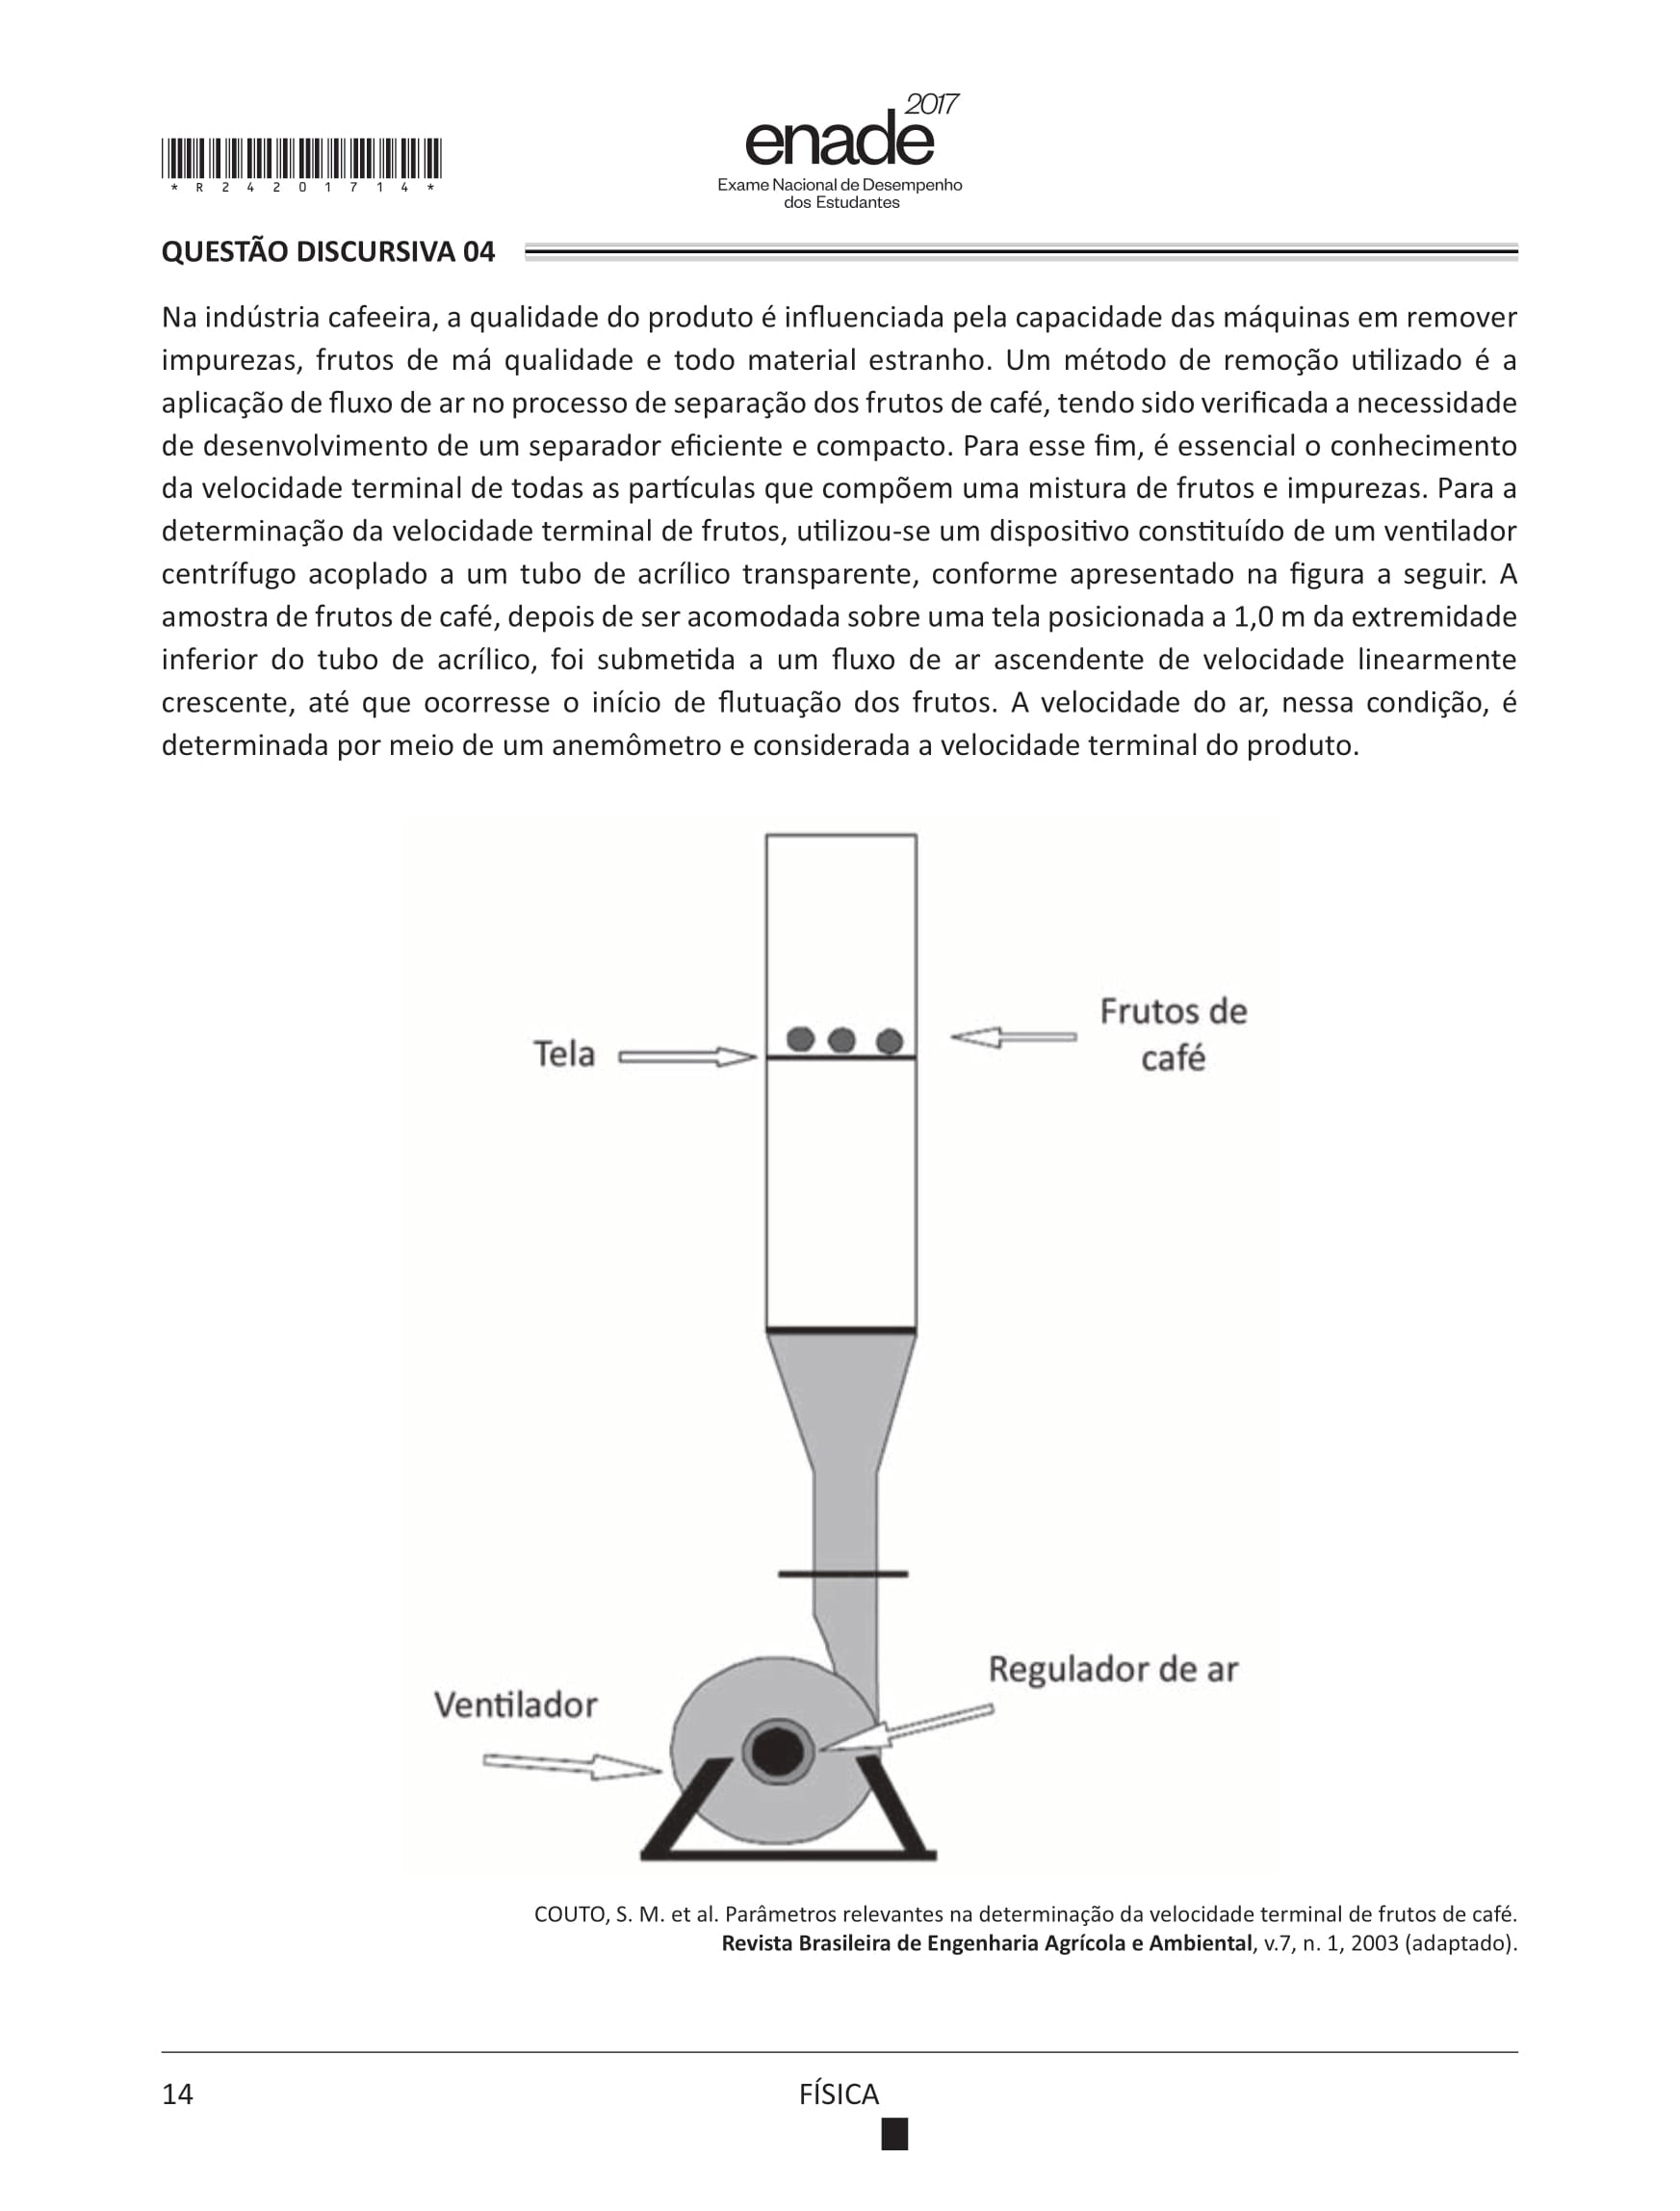 *R24201714*
2017
enade
Exame Nacional de Desempenho
dos Estudantes
QUESTÃO DISCURSIVA 04
Na indústria cafeeira, a qualidade do produto é influenciada pela capacidade das máquinas em remover
impurezas, frutos de má qualidade e todo material estranho. Um método de remoção utilizado é a
aplicação de fluxo de ar no processo de separação dos frutos de café, tendo sido verificada a necessidade
de desenvolvimento de um separador eficiente e compacto. Para esse fim, é essencial o conhecimento
da velocidade terminal de todas as partículas que compõem uma mistura de frutos e impurezas. Para a
determinação da velocidade terminal de frutos, utilizou-se um dispositivo constituído de um ventilador
centrífugo acoplado a um tubo de acrílico transparente, conforme apresentado na figura a seguir. A
amostra de frutos de café, depois de ser acomodada sobre uma tela posicionada a 1,0 m da extremidade
inferior do tubo de acrílico, foi submetida a um fluxo de ar ascendente de velocidade linearmente
crescente, até que ocorresse o início de flutuação dos frutos. A velocidade do ar, nessa condição, é
determinada por meio de um anemômetro e considerada a velocidade terminal do produto.
Frutos de
café
Tela
Regulador de ar
Ventilador
COUTO, S. M. et al. Parâmetros relevantes na determinação da velocidade terminal de frutos de café.
Revista Brasileira de Engenharia Agrícola e Ambiental, v.7, n. 1, 2003 (adaptado).
14
FÍSICA